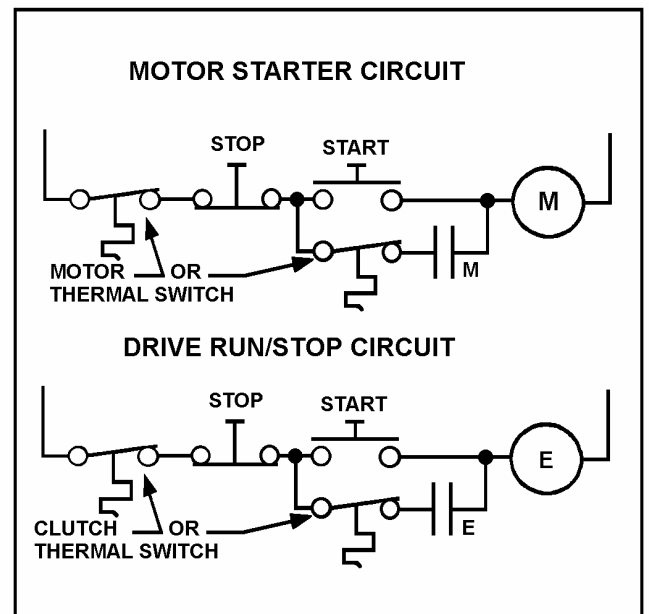 MOTOR STARTER CIRCUIT
STOP
START
M
MOTOR OR
THERMAL SWITCH
M
DRIVE RUN/STOP CIRCUIT
STOP
START
E
CLUTCH OR
THERMAL SWITCH
E